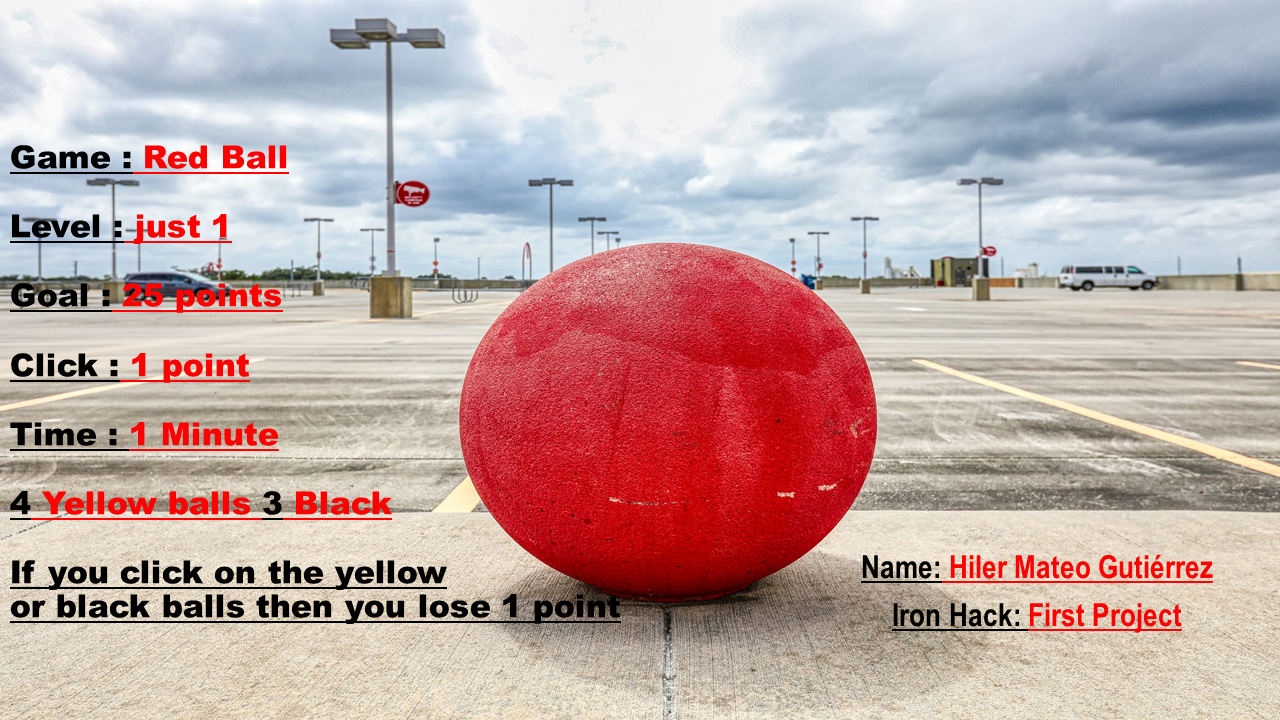 Game : Red Ball
Level : just 1
Goal : 25 points
Click : 1 point
Time : 1 Minute
4 Yellow balls 3 Black
If you click on the yellow
or black balls then you lose 1 point
Name: Hiler Mateo Gutiérrez
Iron Hack: First Project